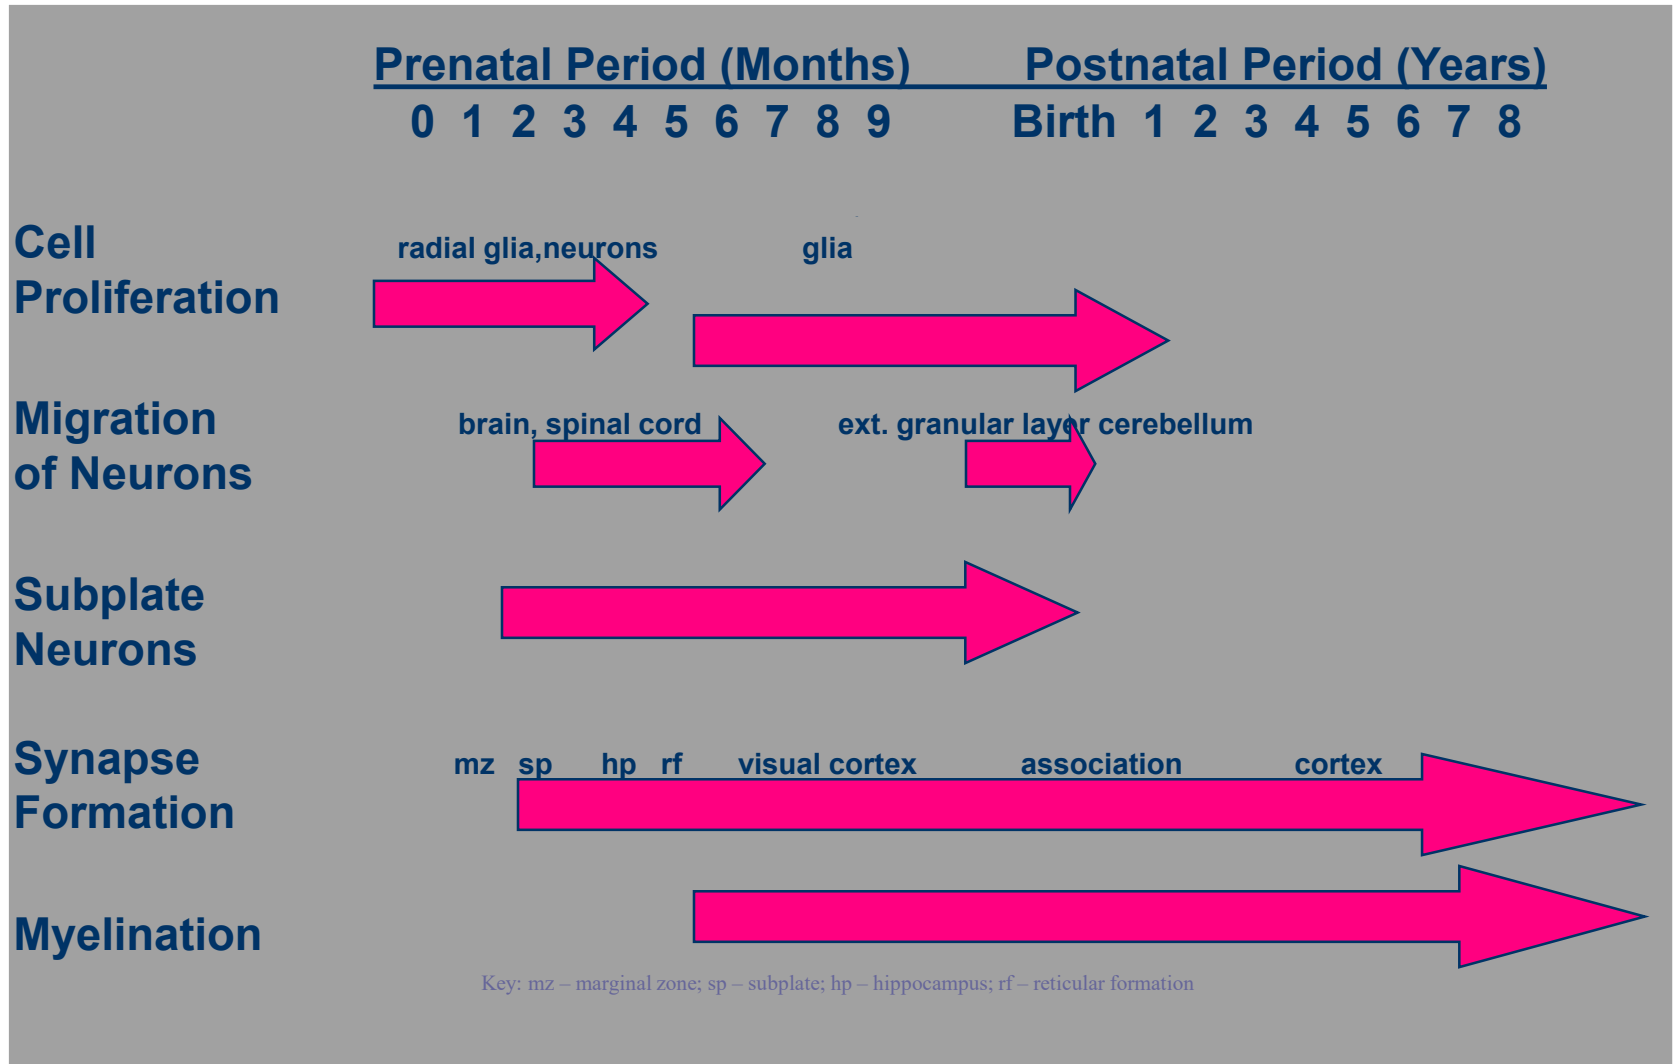 Prenatal Period (Months) Postnatal Period (Years)
0 1 2 3 4 5 6 7 8 9 Birth 1 2 3 4 5 6 7 8
Cell
Proliferation
radial glia,neurons glia
Migration
of Neurons
brain, spinal cord ext. granular layer cerebellum
Subplate
Neurons
Synapse
Formation
mz sp hp rf visual cortex association cortex
Myelination
Key: mz – marginal zone; sp – subplate; hp – hippocampus; rf – reticular formation